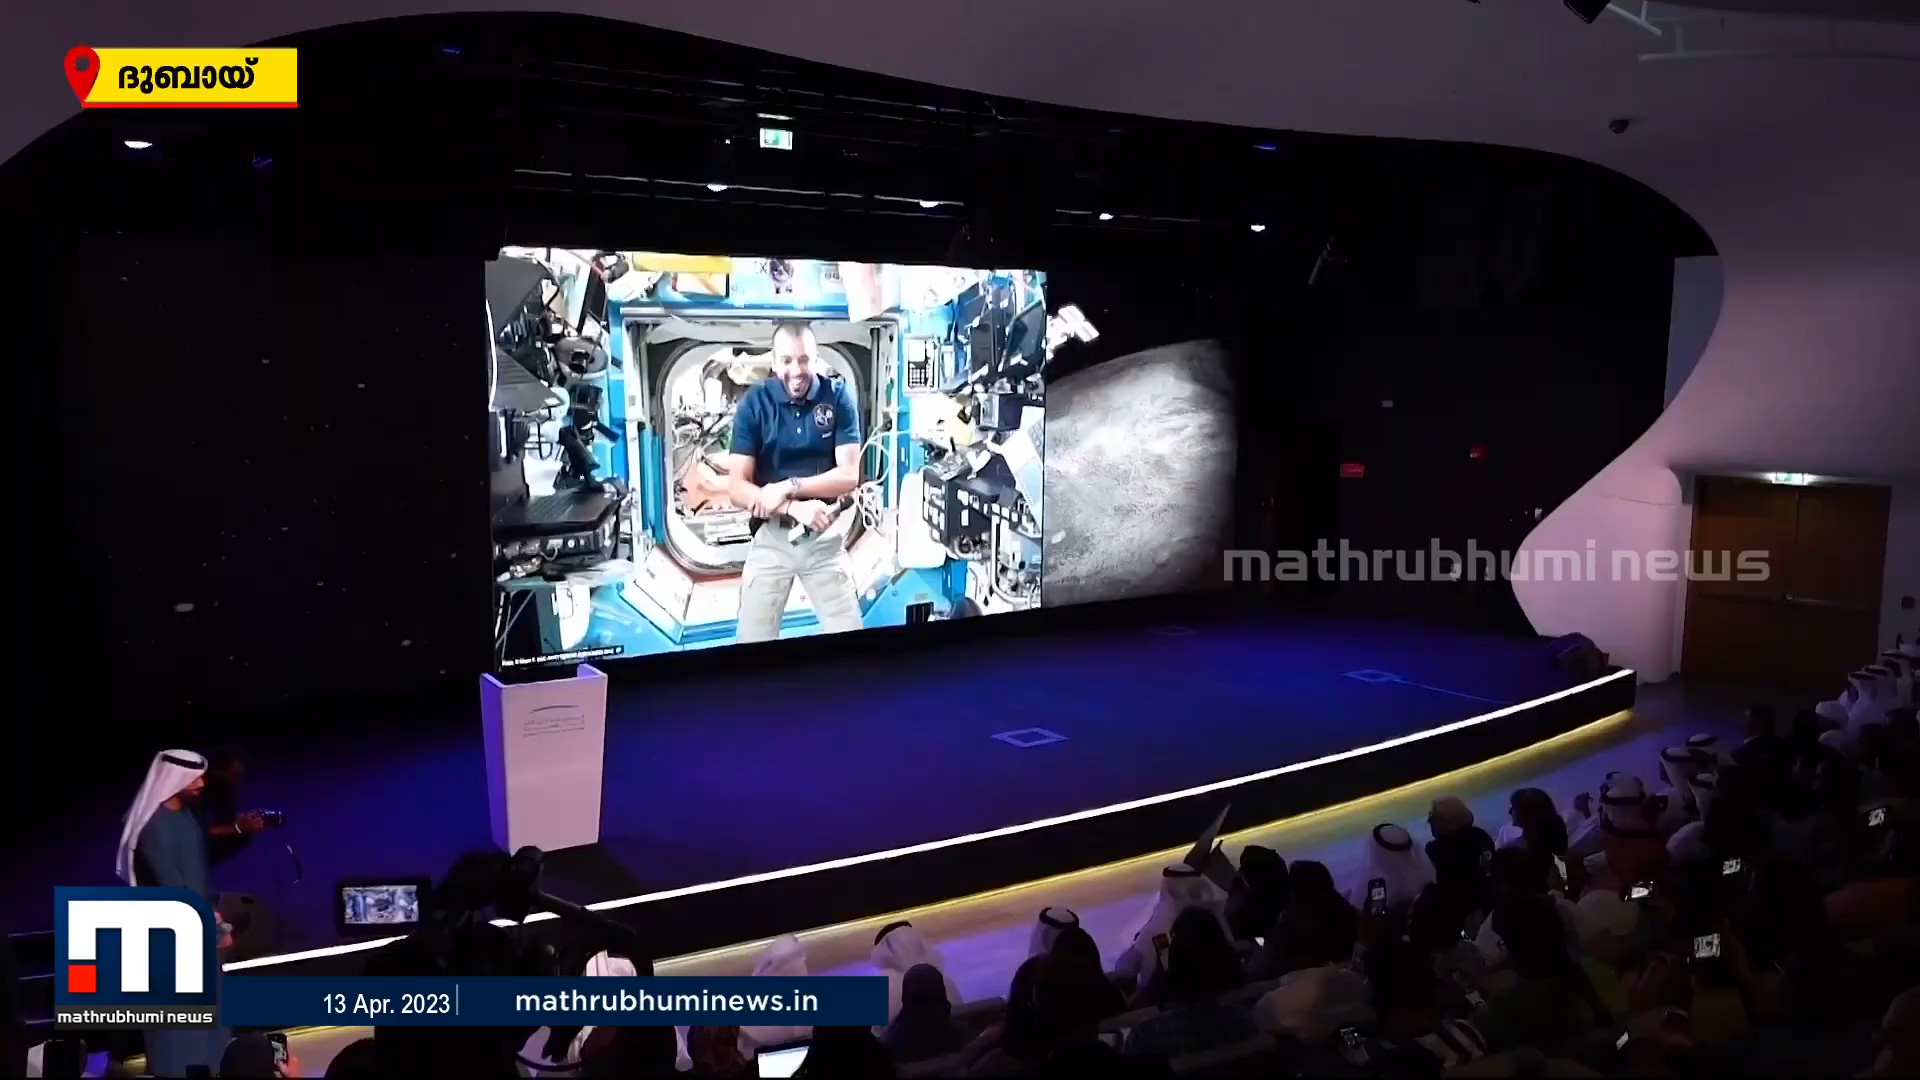 ദുബായ്
mathrubhumi news
mathrubhumi news
13 Apr. 2023
mathrubhuminews.in